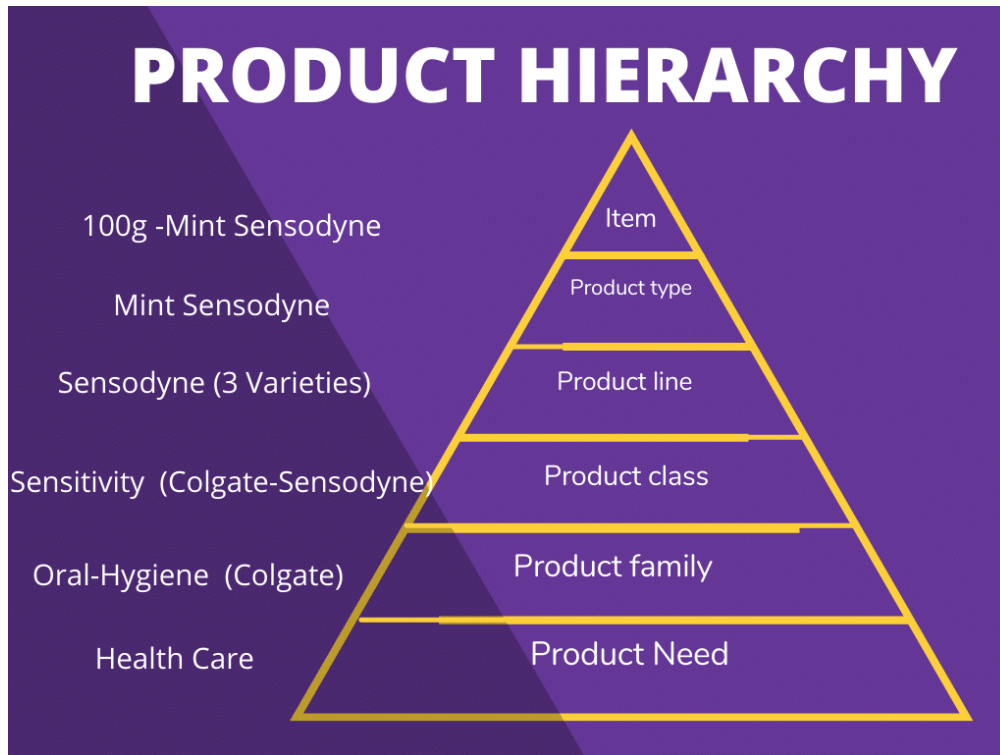 PRODUCT HIERARCHY
100g -Mint Sensodyne
Item
Mint Sensodyne
Product type
Sensodyne (3 Varieties)
Product line
Sensitivity  (Colgate-Sensodyne)
Product class
Oral-Hygiene  (Colgate)
Product family
Health Care
Product Need